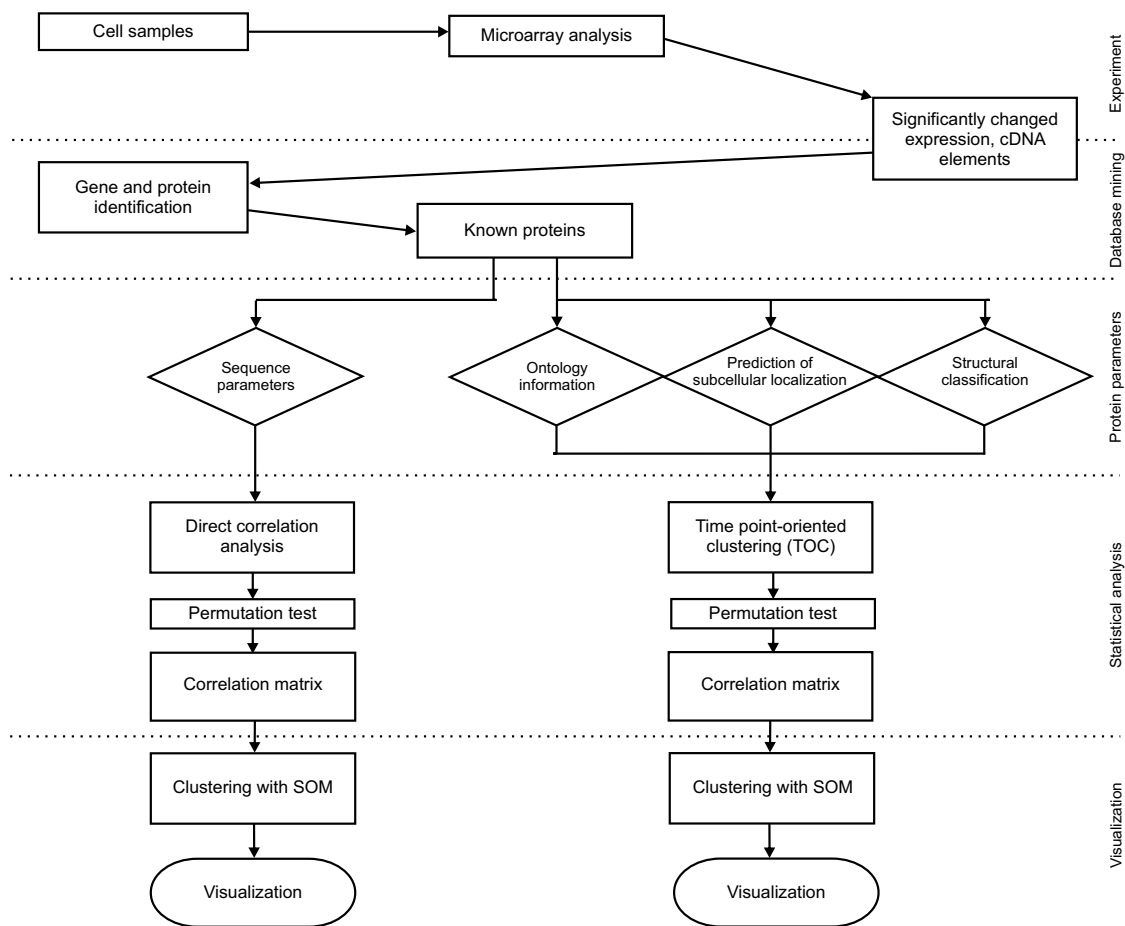 Cell samples
Microarray analysis
Significantly changed
expression, cDNA
elements
Experiment
Gene and protein
identification
Known proteins
Database mining
Sequence
parameters
Ontology
information
Prediction of
subcellular localization
Structural
classification
Protein parameters
Direct correlation
analysis
Time point-oriented
clustering (TOC)
Permutation test
Permutation test
Correlation matrix
Correlation matrix
Statistical analysis
Clustering with SOM
Clustering with SOM
Visualization
Visualization
Visualization